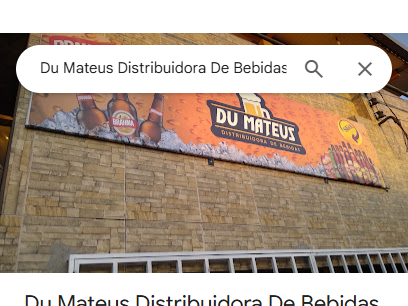 Du Mateus Distribuidora De Bebidas
BRAHMA
DU MATEUS
DISTRIBUIDORA DE BEBIDAS
Du Mateus Distribuidora De Bebidas